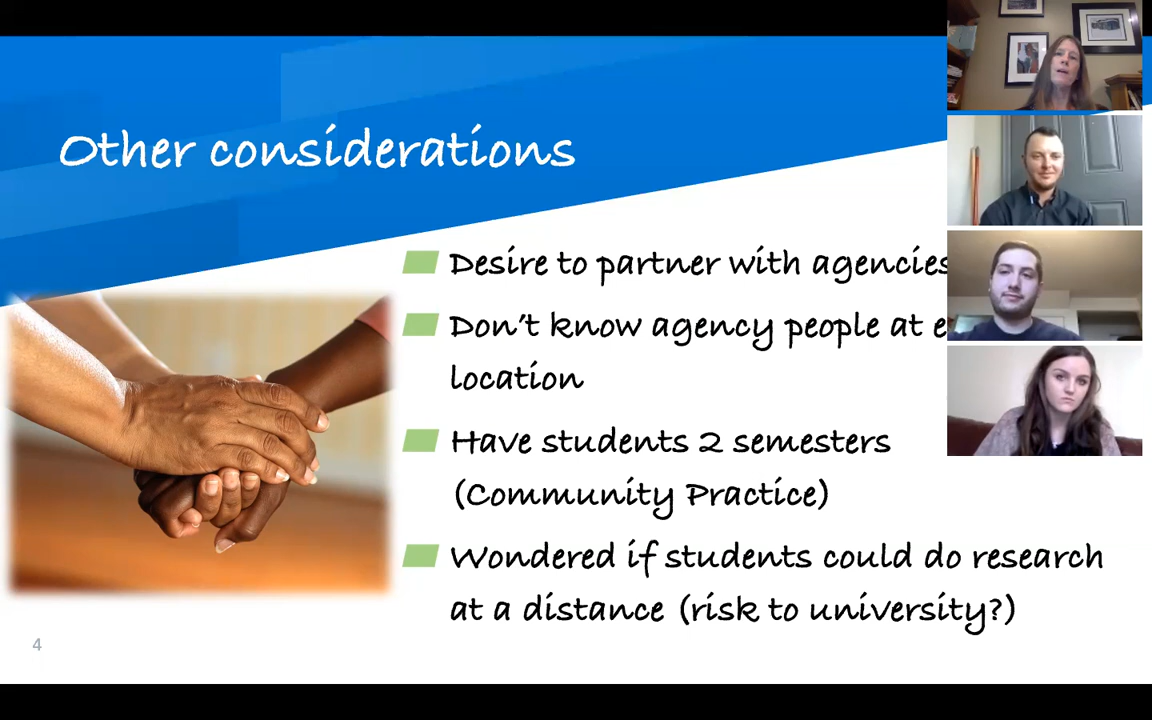 Other considerations
Desire to partner with agencies
Don't know agency people at
location
Have students 2 semesters
(Community Practice)
Wondered if students could do research
at a distance (risk to university?)
4